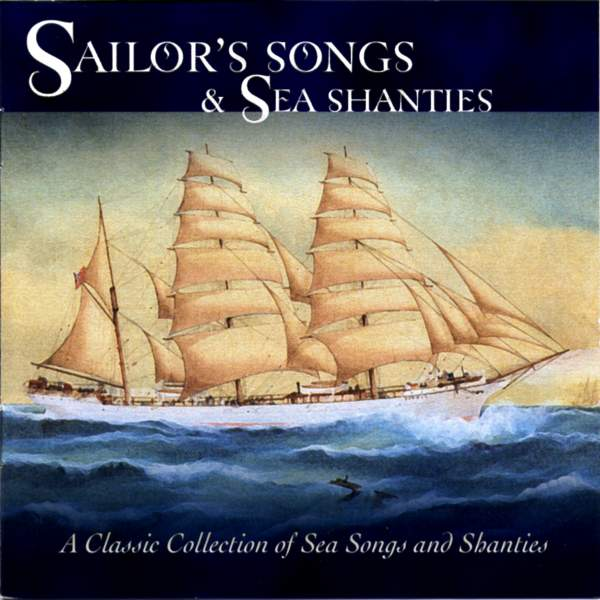 SAILOR'S SONGS
& SEA SHANTIES
A Classic Collection of Sea Songs and Shanties